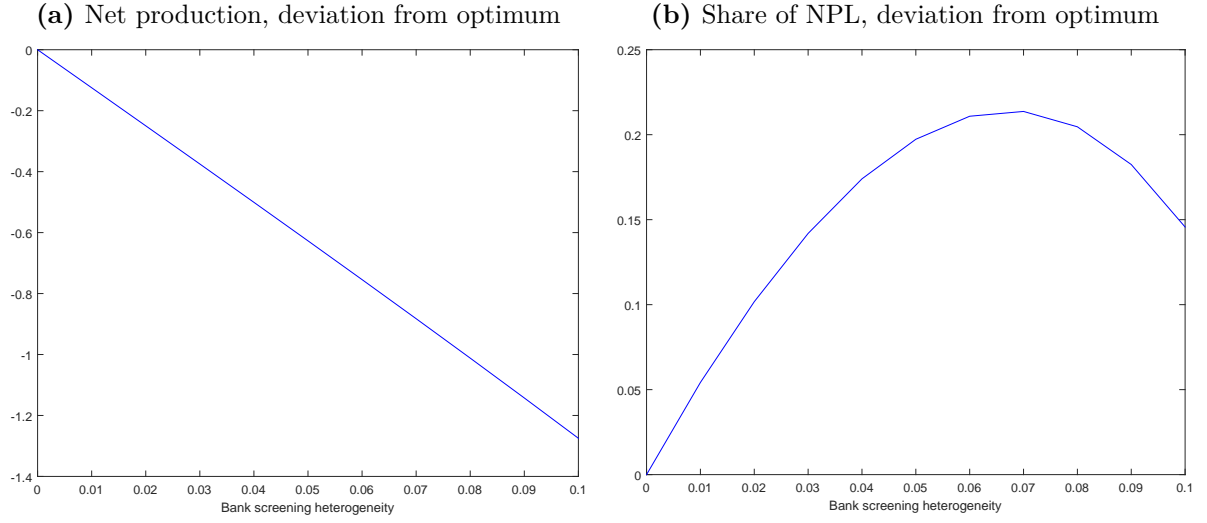 (a) Net production, deviation from optimum
0
-0.2
-0.4
-0.6
-0.8
-1
-1.2
-1.4
0 0.01 0.02 0.03 0.04 0.05 0.06 0.07 0.08 0.09 0.1
Bank screening heterogeneity
(b) Share of NPL, deviation from optimum
0.25
0.2
0.15
0.1
0.05
0
0 0.01 0.02 0.03 0.04 0.05 0.06 0.07 0.08 0.09 0.1
Bank screening heterogeneity